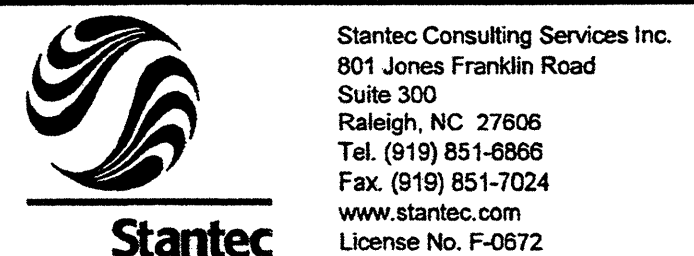 Stantec Consulting Services Inc.
801 Jones Franklin Road
Suite 300
Raleigh, NC 27606
Tel. (919) 851-6866
Fax. (919) 851-7024
www.stantec.com
License No. F-0672
Stantec